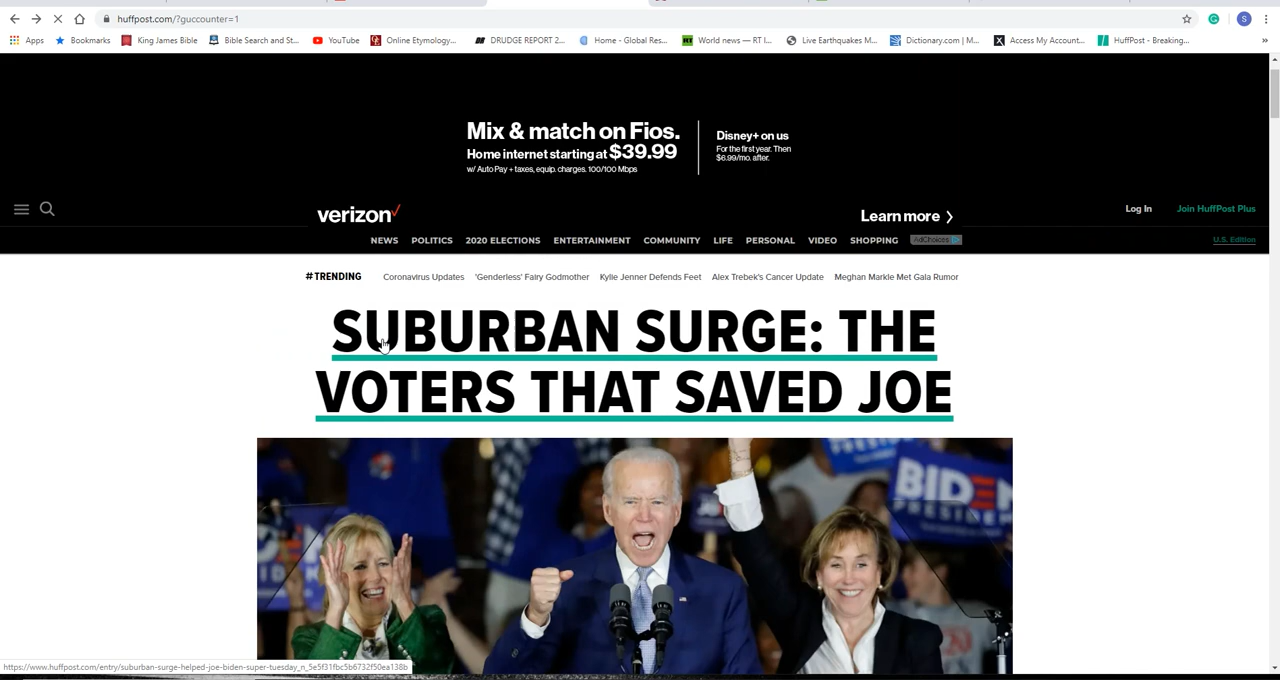 huffpost.com/?guccounter=1
Apps
Bookmarks
King James Bible
Bible Search and St...
YouTube
Online Etymology...
DRUDGE REPORT 2...
Home - Global Res...
World news — RT I...
Live Earthquakes M...
Dictionary.com | M...
Access My Account...
HuffPost - Breaking...
»
Mix & match on Fios.
Home internet starting at $39.99
w/ Auto Pay + taxes, equip. charges. 100/100 Mbps
Disney+ on us
For the first year. Then
$6.99/mo. after.
verizon✓
Learn more
Log In
Join HuffPost Plus
NEWS
POLITICS
2020 ELECTIONS
ENTERTAINMENT
COMMUNITY
LIFE
PERSONAL
VIDEO
SHOPPING
AdChoices
U.S. Edition
#TRENDING
Coronavirus Updates
'Genderless' Fairy Godmother
Kylie Jenner Defends Feet
Alex Trebek's Cancer Update
Meghan Markle Met Gala Rumor
SUBURBAN SURGE: THE
VOTERS THAT SAVED JOE
BIDEN
https://www.huffpost.com/entry/suburban-surge-helped-joe-biden-super-tuesday_n_5e5f31fbc5b6732f50ea138b